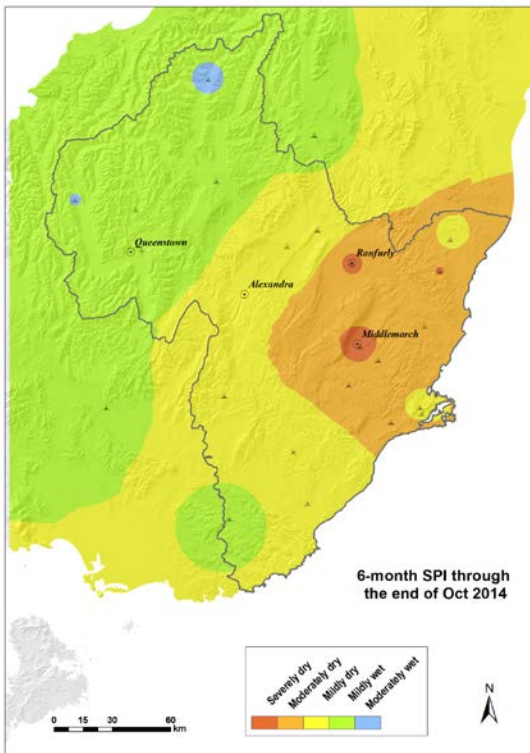 Queenstown
Ranfurly
Alexandra
Middlemarch
6-month SPI through
the end of Oct 2014
Severely dry
Moderately dry
Mildly dry
Mildly wet
Moderately wet
N
0 15 30 60
km